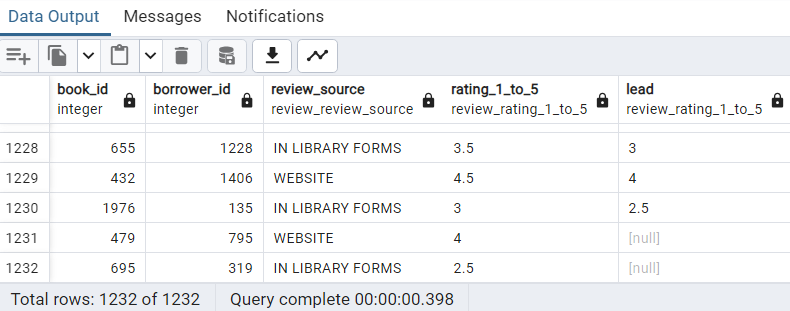 Data Output Messages Notifications
book_id borrower_id review_source rating_1_to_5 lead
integer integer review_review_source review_rating_1_to_5 review_rating_1_to_5
1228 655 1228 IN LIBRARY FORMS 3.5 3
1229 432 1406 WEBSITE 4.5 4
1230 1976 135 IN LIBRARY FORMS 3 2.5
1231 479 795 WEBSITE 4 [null]
1232 695 319 IN LIBRARY FORMS 2.5 [null]
Total rows: 1232 of 1232 Query complete 00:00:00.398